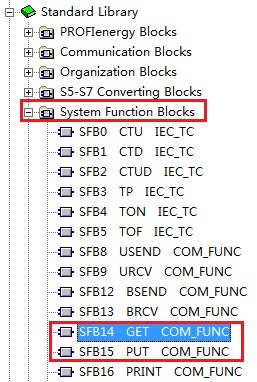 Standard Library
PROFIenergy Blocks
Communication Blocks
Organization Blocks
S5-S7 Converting Blocks
System Function Blocks
SFB0 CTU IEC_TC
SFB1 CTD IEC_TC
SFB2 CTUD IEC_TC
SFB3 TP IEC_TC
SFB4 TON IEC_TC
SFB5 TOF IEC_TC
SFB8 USEND COM_FUNC
SFB9 URCV COM_FUNC
SFB12 BSEND COM_FUNC
SFB13 BRCV COM_FUNC
SFB14 GET COM_FUNC
SFB15 PUT COM_FUNC
SFB16 PRINT COM_FUNC